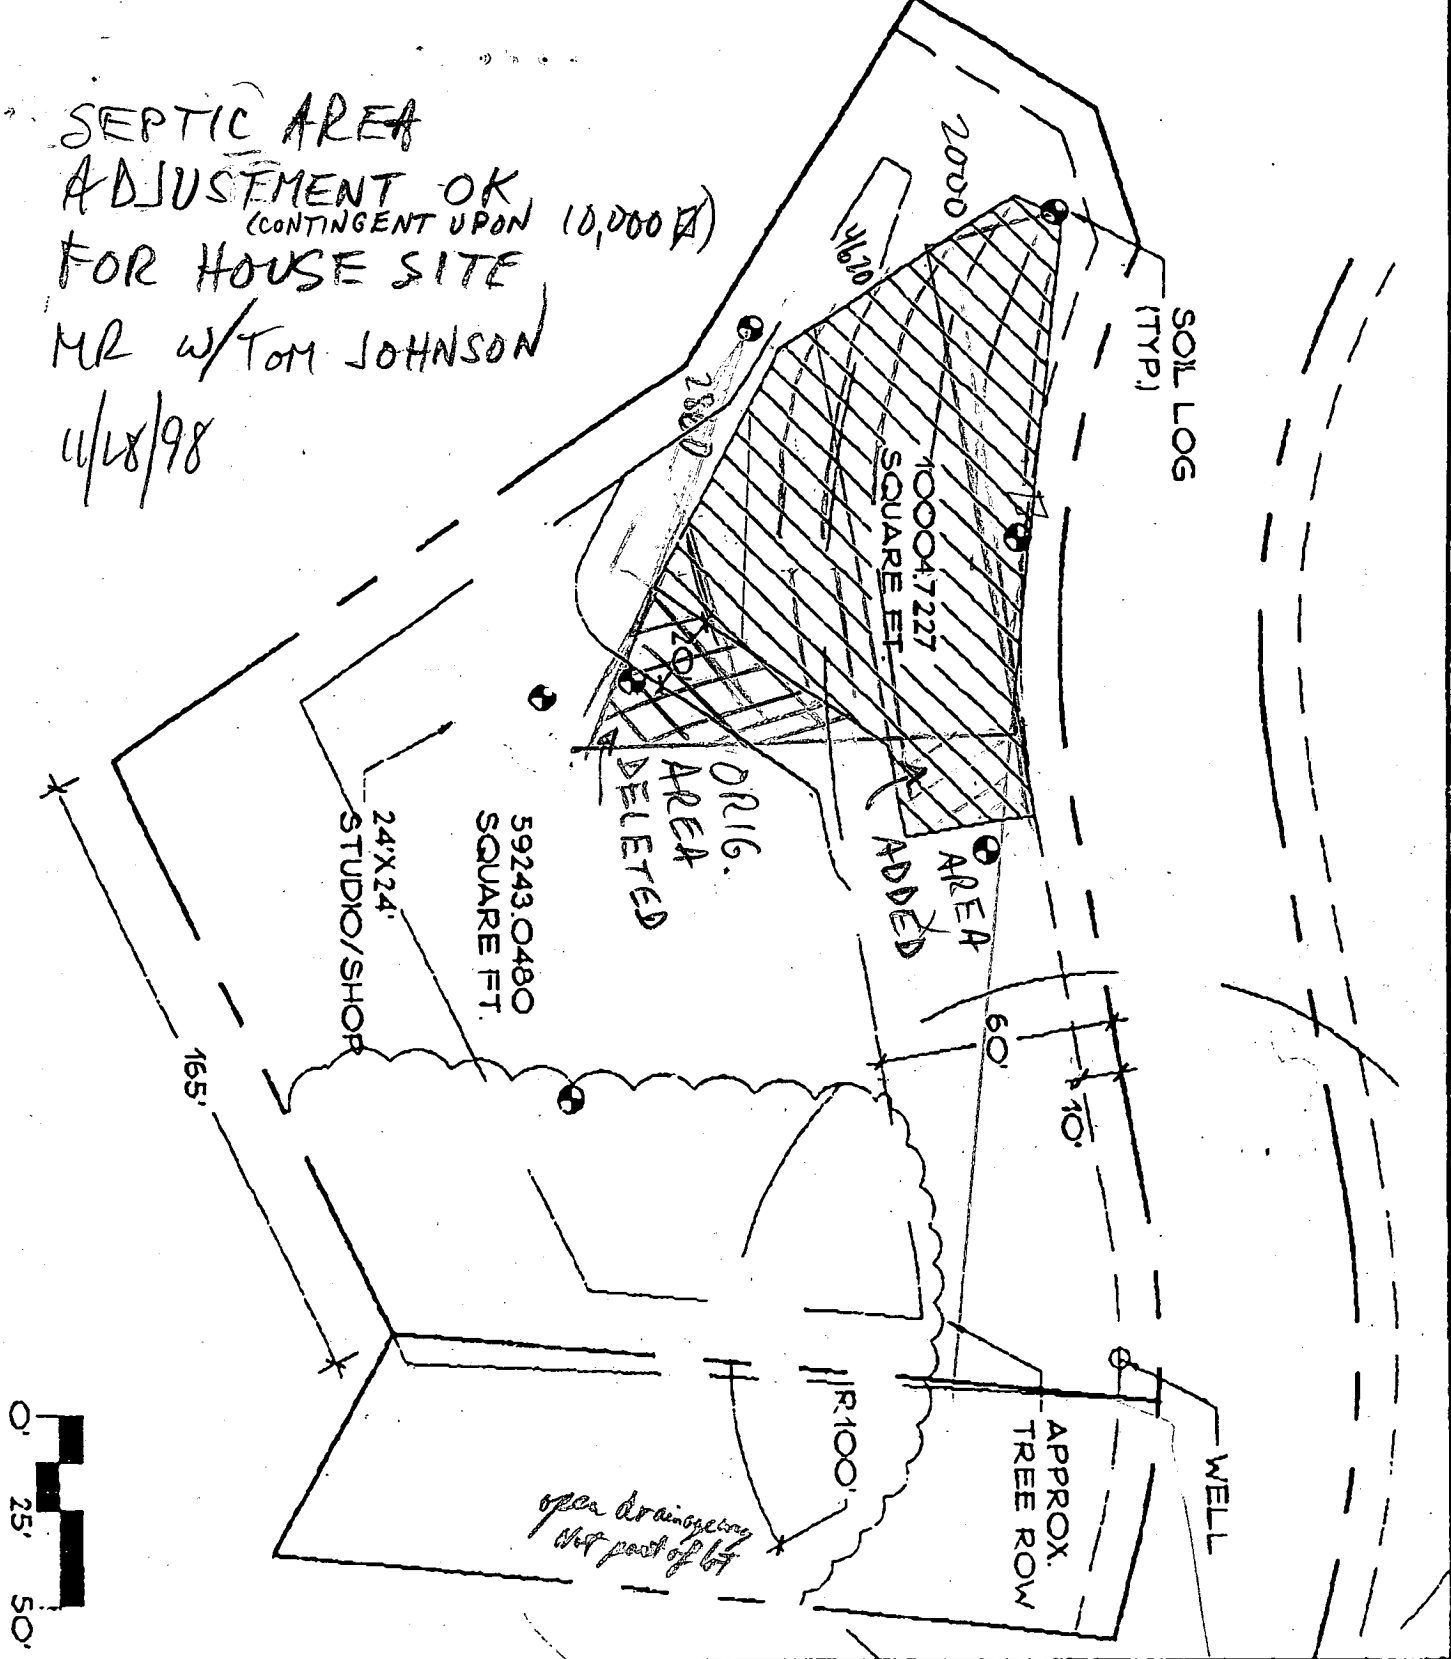 SEPTIC AREA
ADJUSTMENT OK
(CONTINGENT UPON 10,000 ⌷)
FOR HOUSE SITE
MR W/TOM JOHNSON
11/18/98
2000
4620
2860
SOIL LOG
(TYP.)
10004.7227
SQUARE FT.
20'
ORIG.
AREA
DELETED
AREA
ADDED
59243.0480
SQUARE FT.
24'X24'
STUDIO/SHOP
60'
10'
165'
R100'
WELL
APPROX.
TREE ROW
open drainageway
Not part of lot
0' 25' 50'